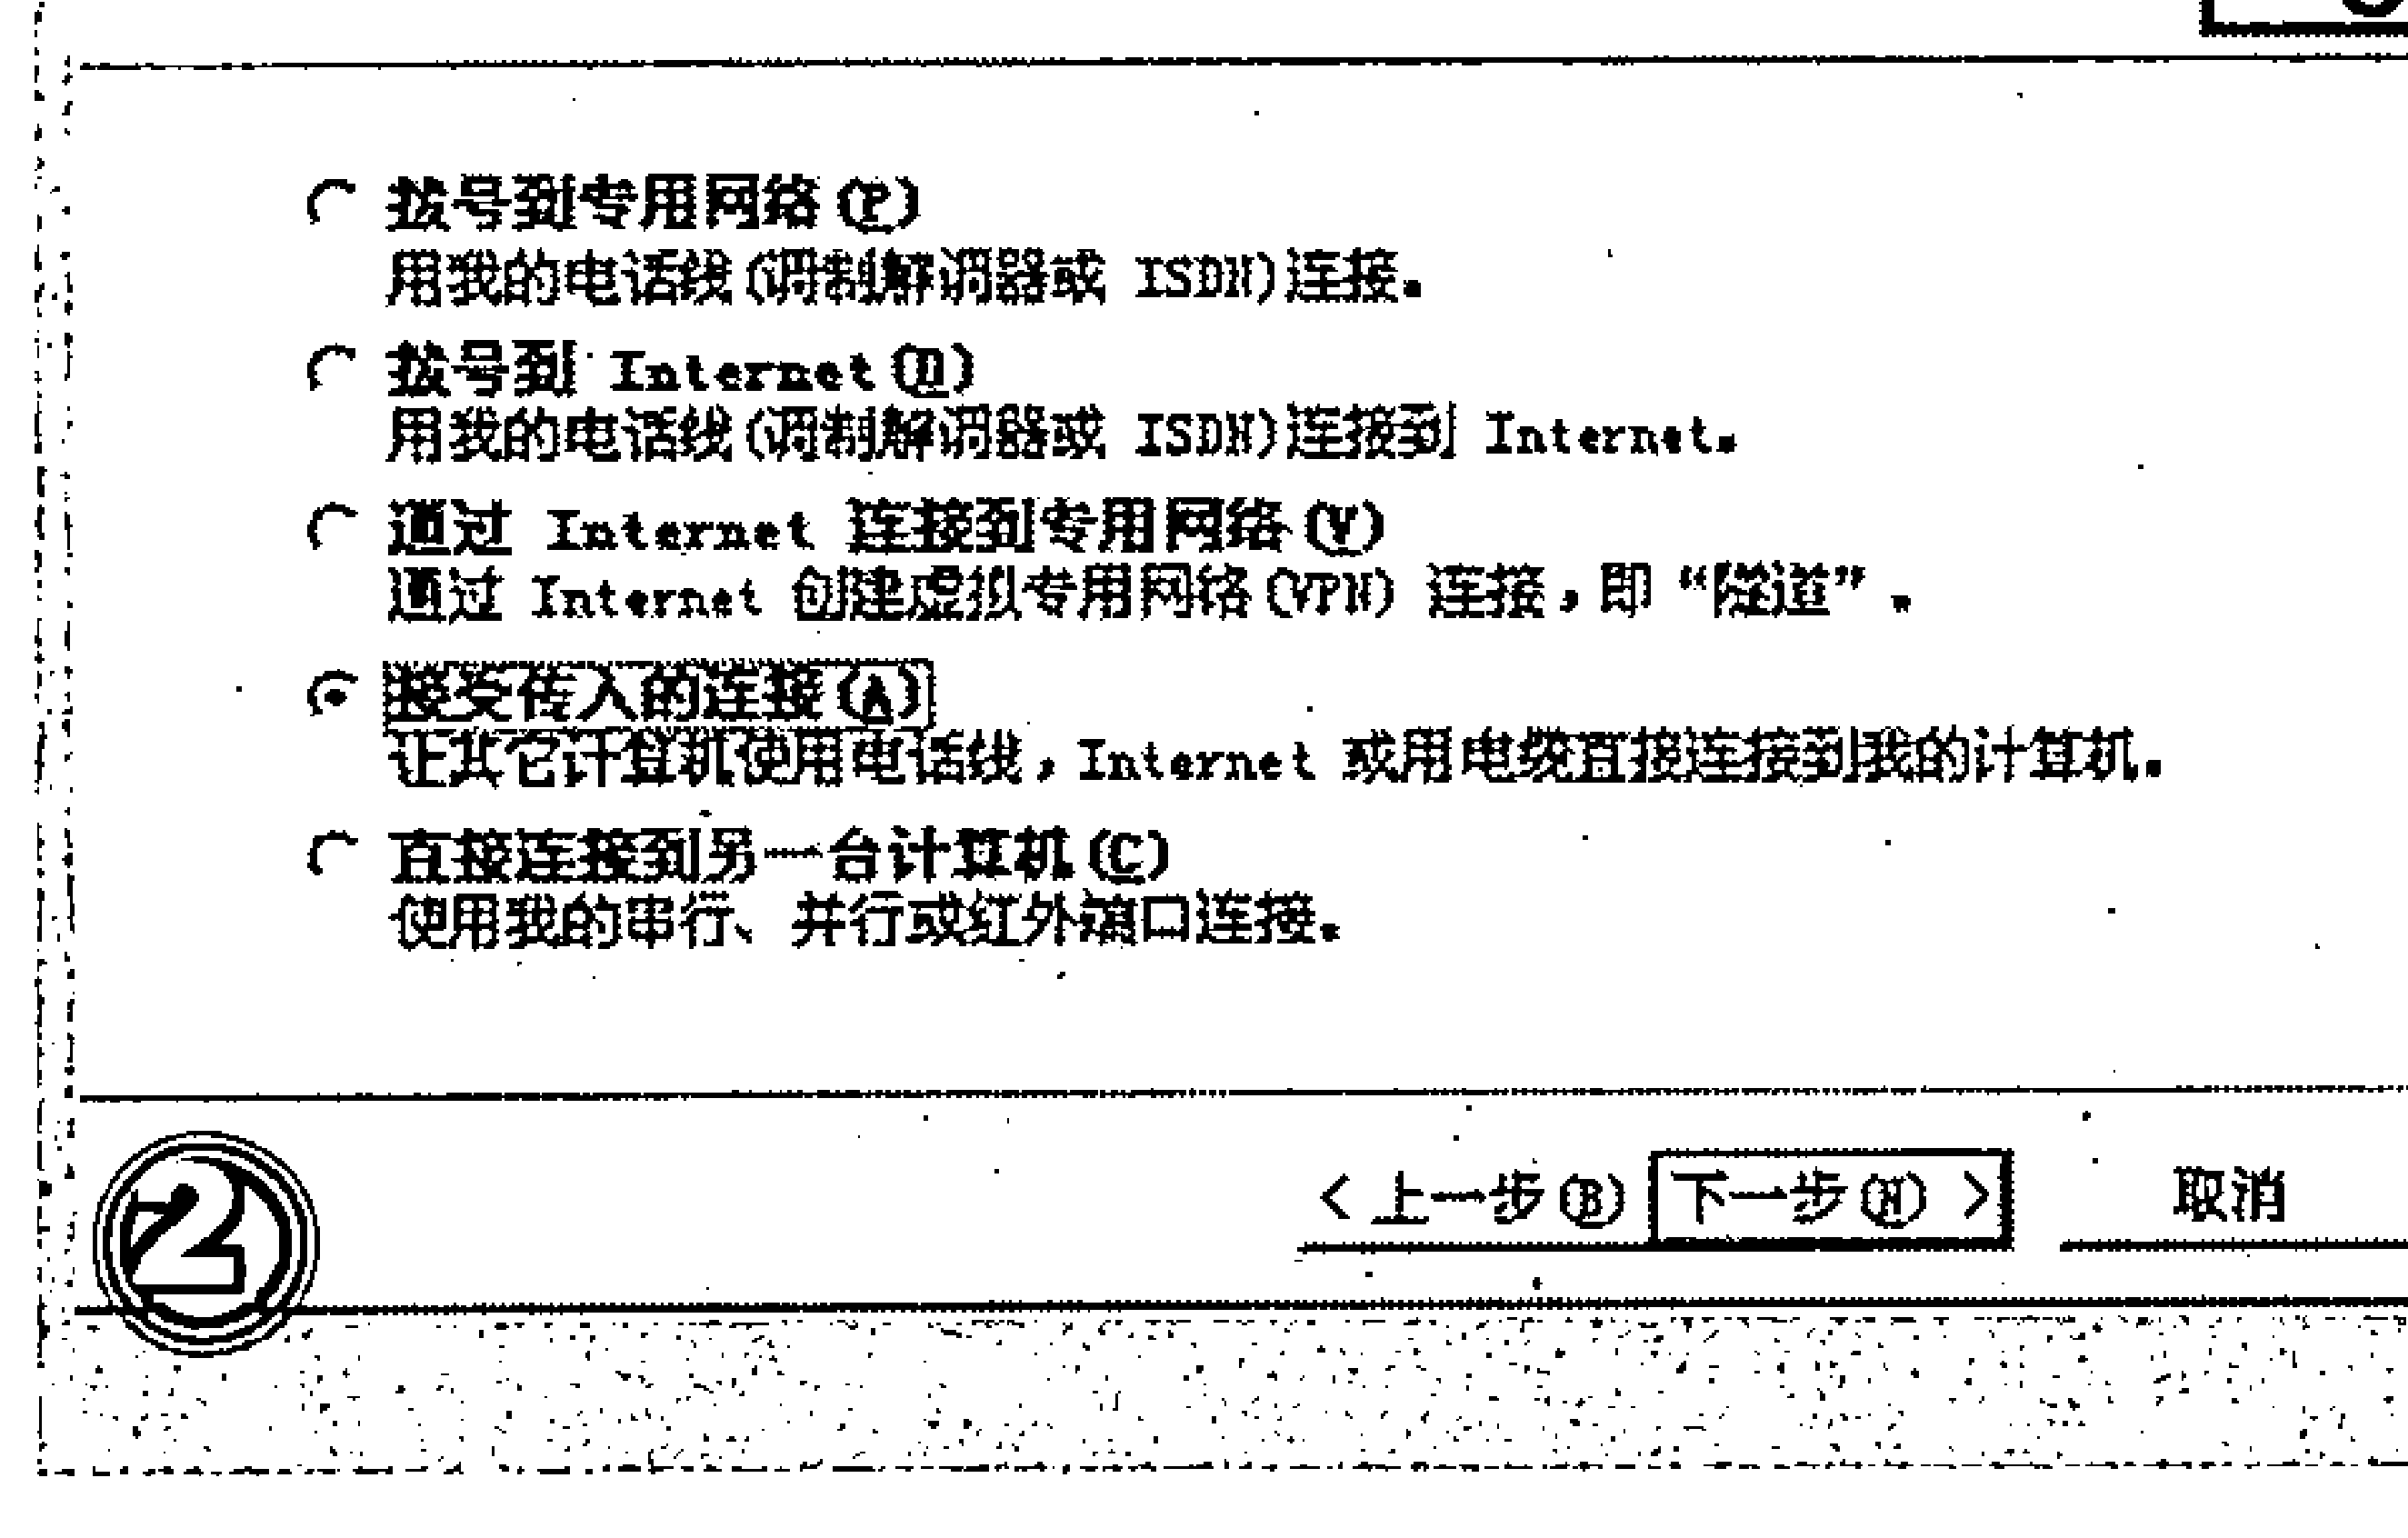 拨号到专用网络(P)
用我的电话线(调制解调器或 ISDN)连接。
拨号到 Internet(D)
用我的电话线(调制解调器或 ISDN)连接到 Internet。
通过 Internet 连接到专用网络(V)
通过 Internet 创建虚拟专用网络(VPN) 连接，即 “隧道”。
接受传入的连接(A)
让其它计算机使用电话线，Internet 或用电缆直接连接到我的计算机。
直接连接到另一台计算机(C)
使用我的串行、并行或红外端口连接。
< 上一步(B) 下一步(N) > 取消
2